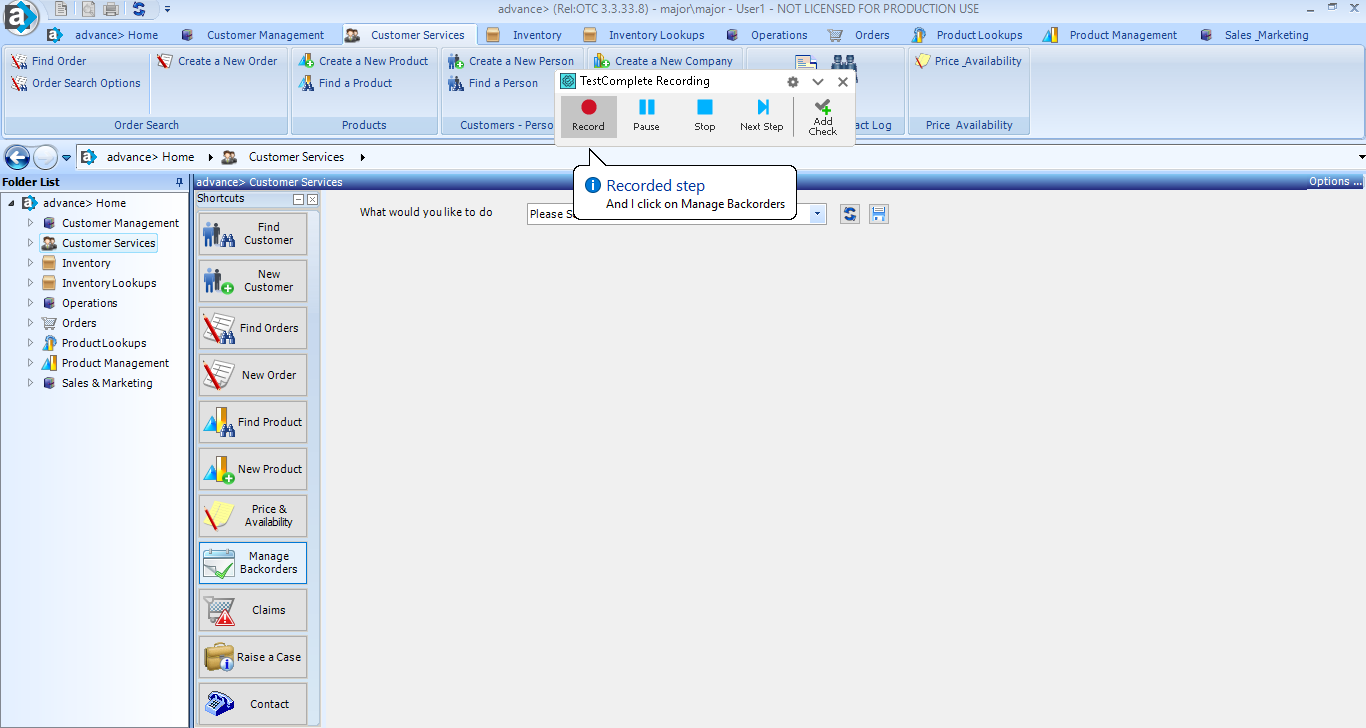 advance> (Rel:OTC 3.3.33.8) - major\major - User1 - NOT LICENSED FOR PRODUCTION USE
advance> Home
Customer Management
Customer Services
Inventory
Inventory Lookups
Operations
Orders
Product Lookups
Product Management
Sales _Marketing
Find Order
Create a New Order
Create a New Product
Create a New Person
Create a New Company
Price _Availability
Order Search Options
Find a Product
Find a Person
Order Search
Products
Customers - Perso
act Log
Price Availability
TestComplete Recording
Record
Pause
Stop
Next Step
Add
Check
Recorded step
And I click on Manage Backorders
advance> Home
Customer Services
Folder List
advance> Customer Services
Options ...
advance> Home
Customer Management
Customer Services
Inventory
Inventory Lookups
Operations
Orders
Product Lookups
Product Management
Sales & Marketing
Shortcuts
Find
Customer
New
Customer
Find Orders
New Order
Find Product
New Product
Price &
Availability
Manage
Backorders
Claims
Raise a Case
Contact
What would you like to do
Please S